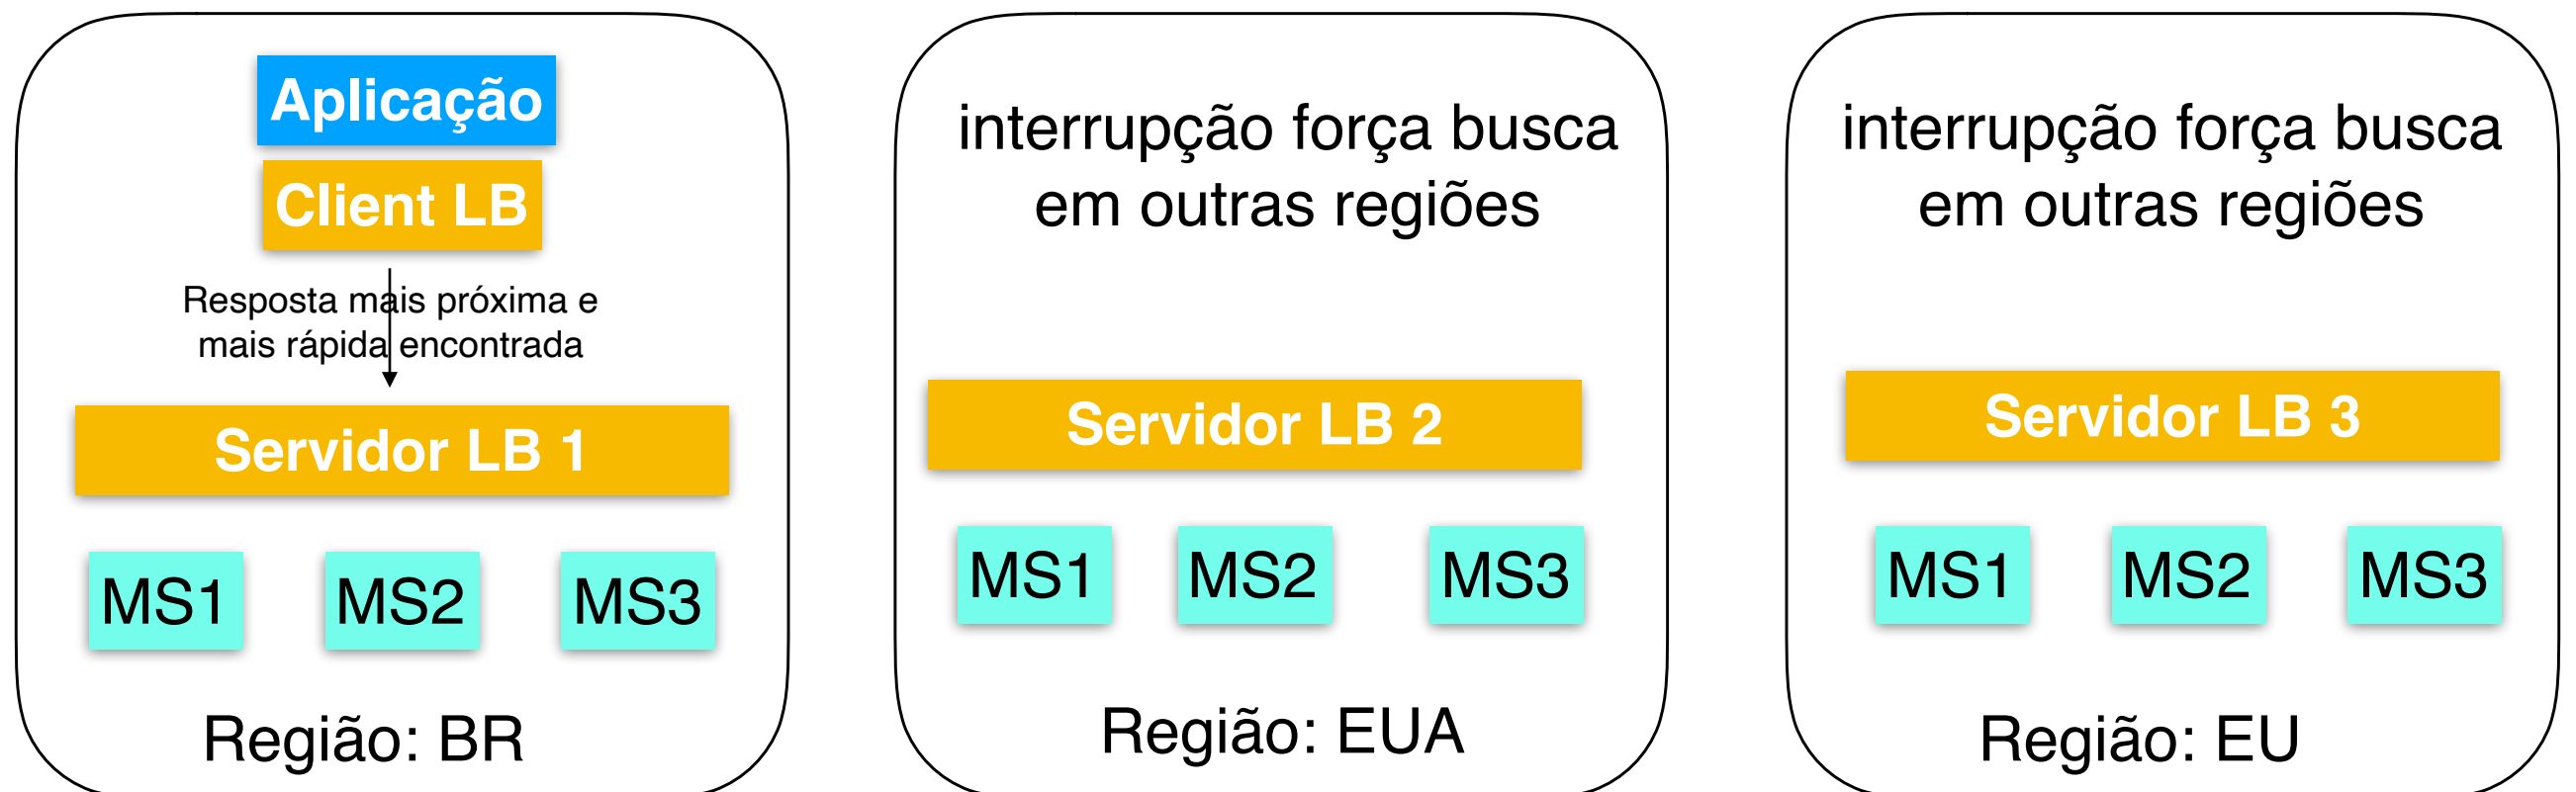 Aplicação
Client LB
Resposta mais próxima e
mais rápida encontrada
Servidor LB 1
MS1 MS2 MS3
Região: BR
interrupção força busca
em outras regiões
Servidor LB 2
MS1 MS2 MS3
Região: EUA
interrupção força busca
em outras regiões
Servidor LB 3
MS1 MS2 MS3
Região: EU